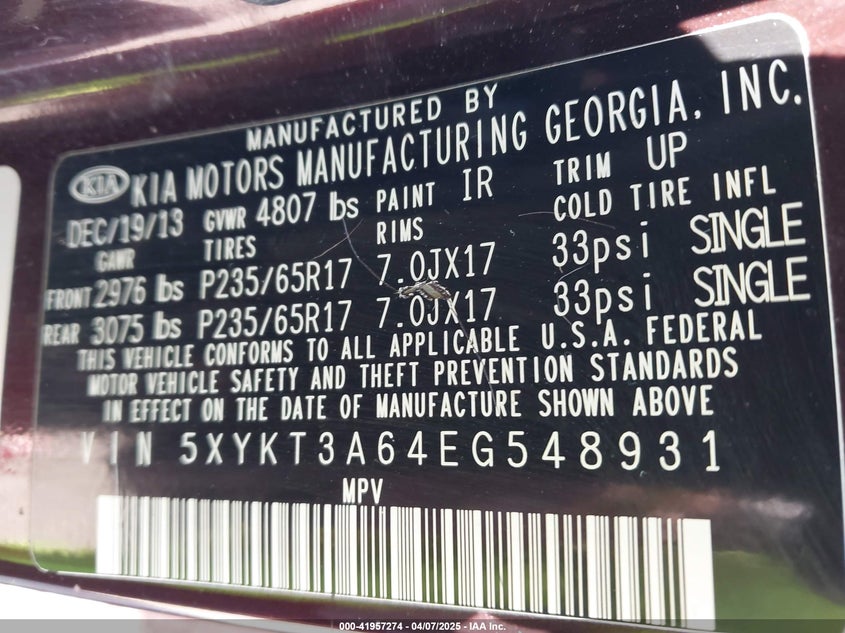 MANUFACTURED BY
KIA KIA MOTORS MANUFACTURING GEORGIA, INC.
DEC/19/13 GVWR 4807 lbs PAINT IR TRIM UP
GAWR TIRES RIMS COLD TIRE INFL
FRONT 2976 lbs P235/65R17 7.0JX17 33psi SINGLE
REAR 3075 lbs P235/65R17 7.0JX17 33psi SINGLE
THIS VEHICLE CONFORMS TO ALL APPLICABLE U.S.A. FEDERAL
MOTOR VEHICLE SAFETY AND THEFT PREVENTION STANDARDS
IN EFFECT ON THE DATE OF MANUFACTURE SHOWN ABOVE
VIN 5XYKT3A64EG548931
MPV
000-41957274 - 04/07/2025 - IAA Inc.